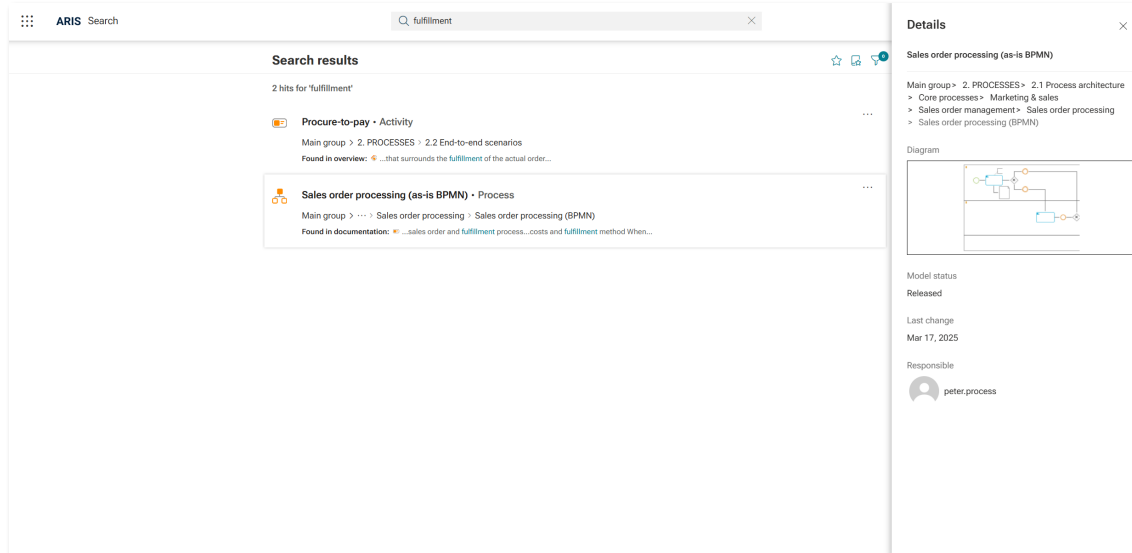 ARIS Search
fulfillment
Search results
2 hits for 'fulfillment'
Procure-to-pay • Activity
Main group > 2. PROCESSES > 2.2 End-to-end scenarios
Found in overview: ...that surrounds the fulfillment of the actual order...
Sales order processing (as-is BPMN) • Process
Main group > ··· > Sales order processing > Sales order processing (BPMN)
Found in documentation: ...sales order and fulfillment process...costs and fulfillment method When...
Details
Sales order processing (as-is BPMN)
Main group > 2. PROCESSES > 2.1 Process architecture
> Core processes > Marketing & sales
> Sales order management > Sales order processing
> Sales order processing (BPMN)
Diagram
Model status
Released
Last change
Mar 17, 2025
Responsible
peter.process